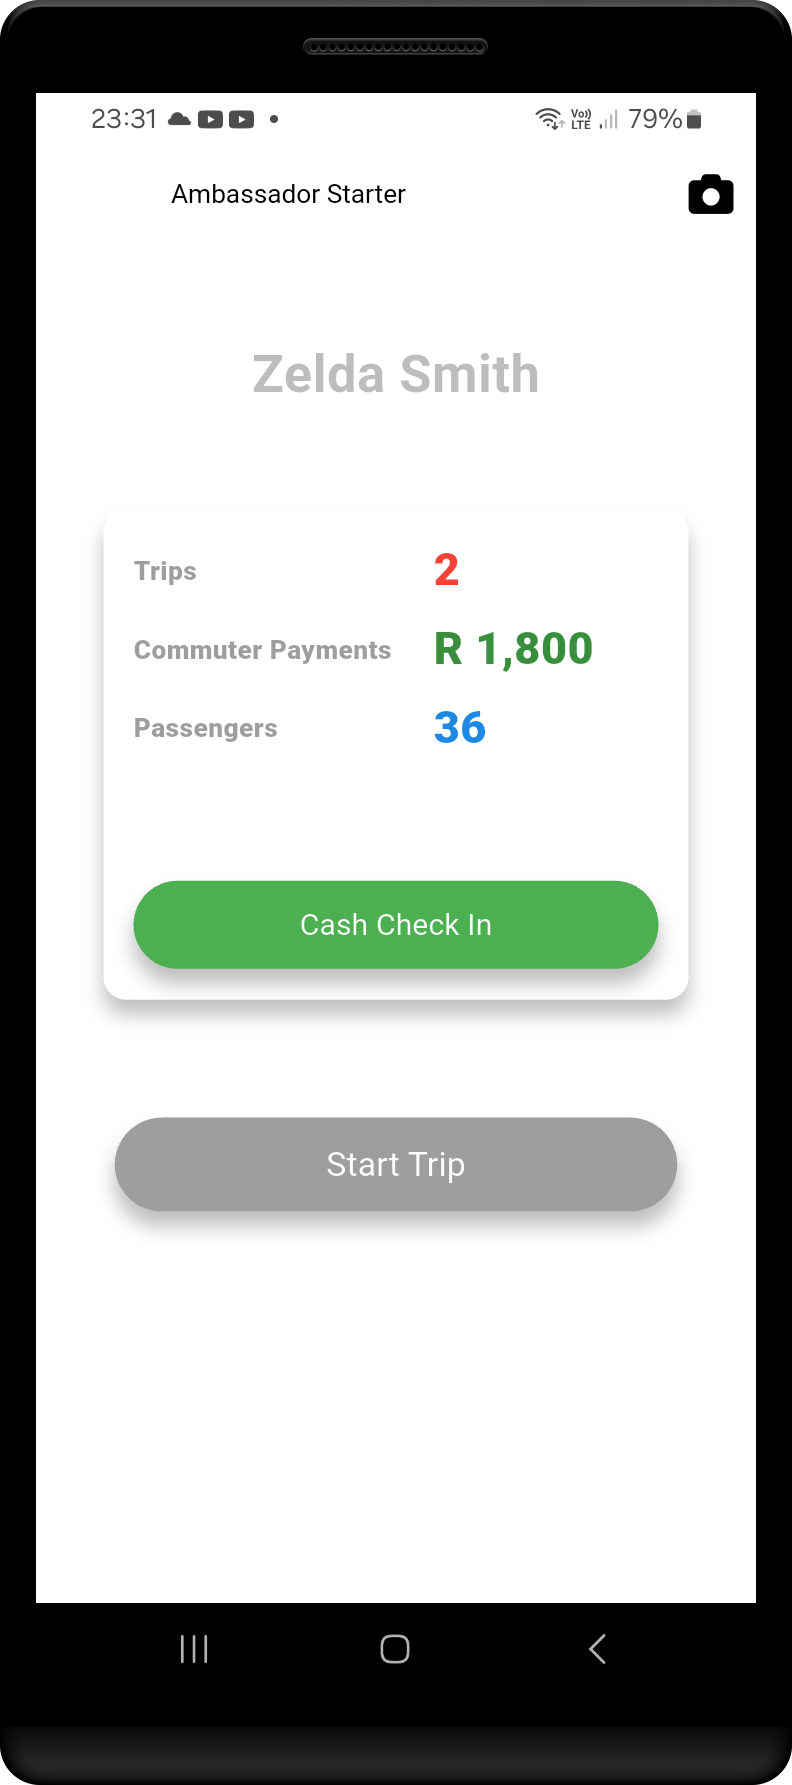 23:31 Vo)) LTE 79%
Ambassador Starter
Zelda Smith
Trips 2
Commuter Payments R 1,800
Passengers 36
Cash Check In
Start Trip